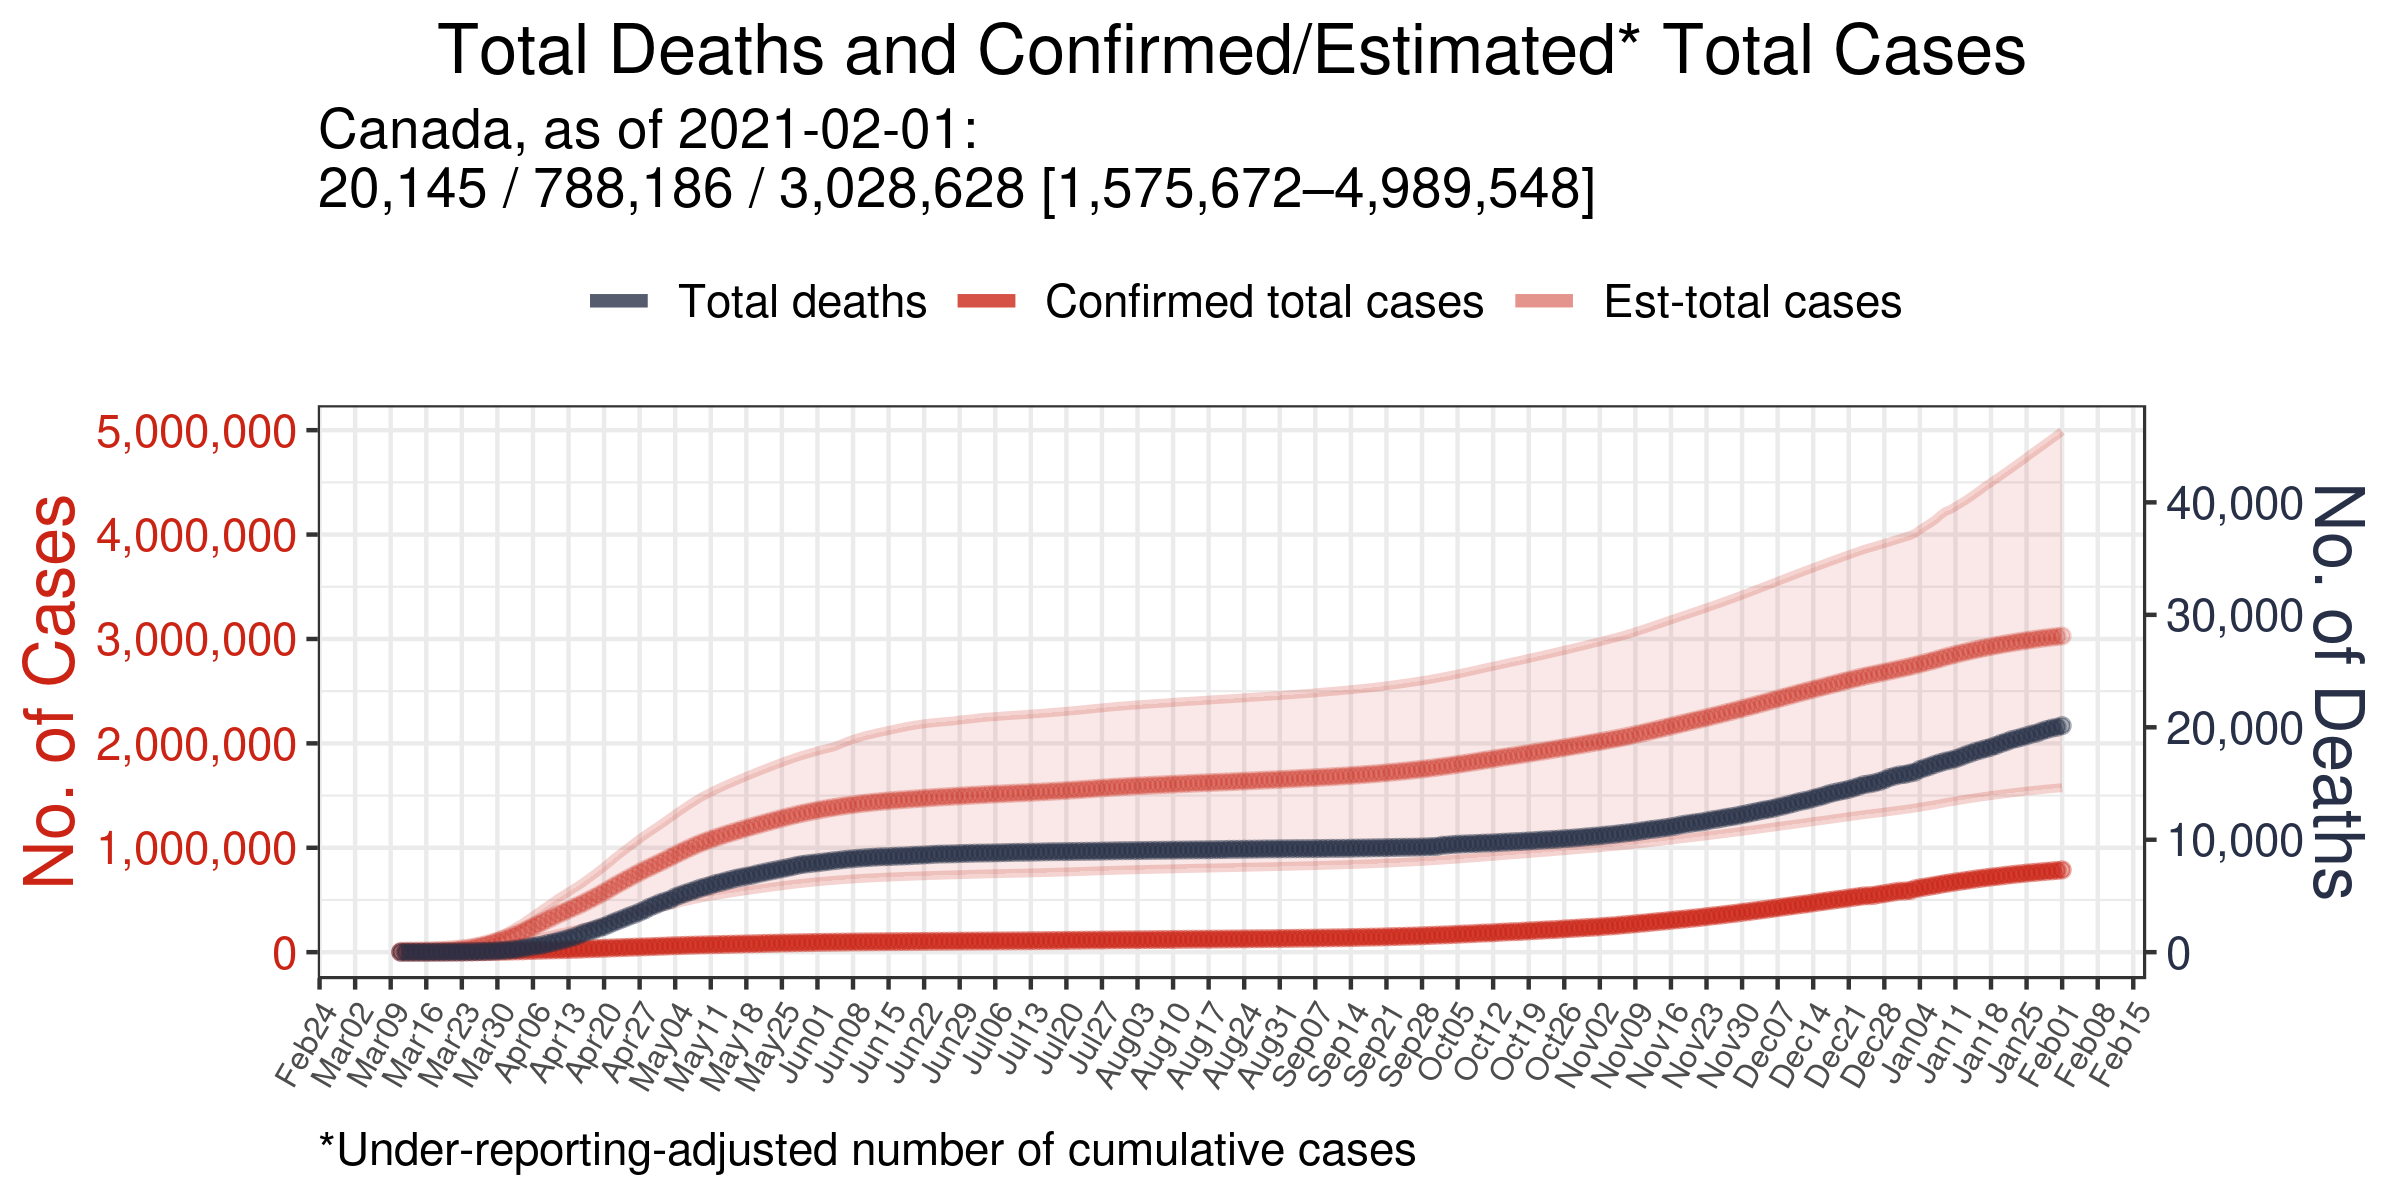 Total Deaths and Confirmed/Estimated* Total Cases
Canada, as of 2021-02-01:
20,145 / 788,186 / 3,028,628 [1,575,672–4,989,548]
Total deaths
Confirmed total cases
Est-total cases
No. of Cases
5,000,000
4,000,000
3,000,000
2,000,000
1,000,000
0
40,000
30,000
20,000
10,000
0
No. of Deaths
Feb24
Mar02
Mar09
Mar16
Mar23
Mar30
Apr06
Apr13
Apr20
Apr27
May04
May11
May18
May25
Jun01
Jun08
Jun15
Jun22
Jun29
Jul06
Jul13
Jul20
Jul27
Aug03
Aug10
Aug17
Aug24
Aug31
Sep07
Sep14
Sep21
Sep28
Oct05
Oct12
Oct19
Oct26
Nov02
Nov09
Nov16
Nov23
Nov30
Dec07
Dec14
Dec21
Dec28
Jan04
Jan11
Jan18
Jan25
Feb01
Feb08
Feb15
*Under-reporting-adjusted number of cumulative cases